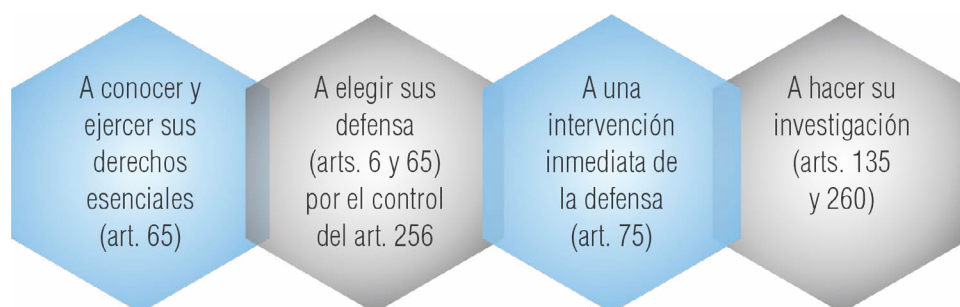 A conocer y
ejercer sus
derechos
esenciales
(art. 65)
A elegir sus
defensa
(arts. 6 y 65)
por el control
del art. 256
A una
intervención
inmediata de
la defensa
(art. 75)
A hacer su
investigación
(arts. 135
y 260)